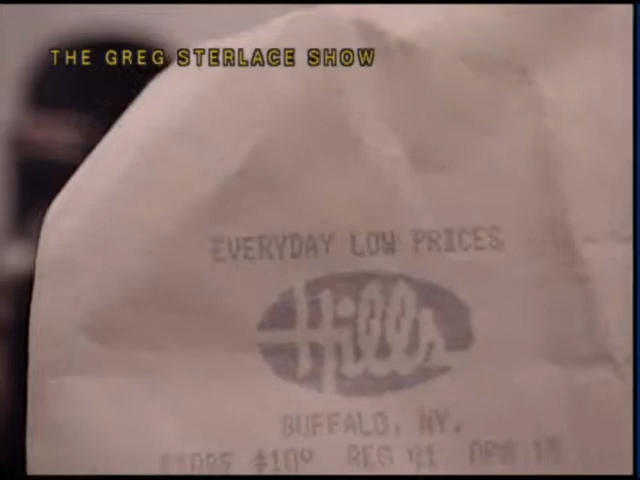 THE GREG STERLACE SHOW
EVERYDAY LOW PRICES
Hills
BUFFALO, NY.